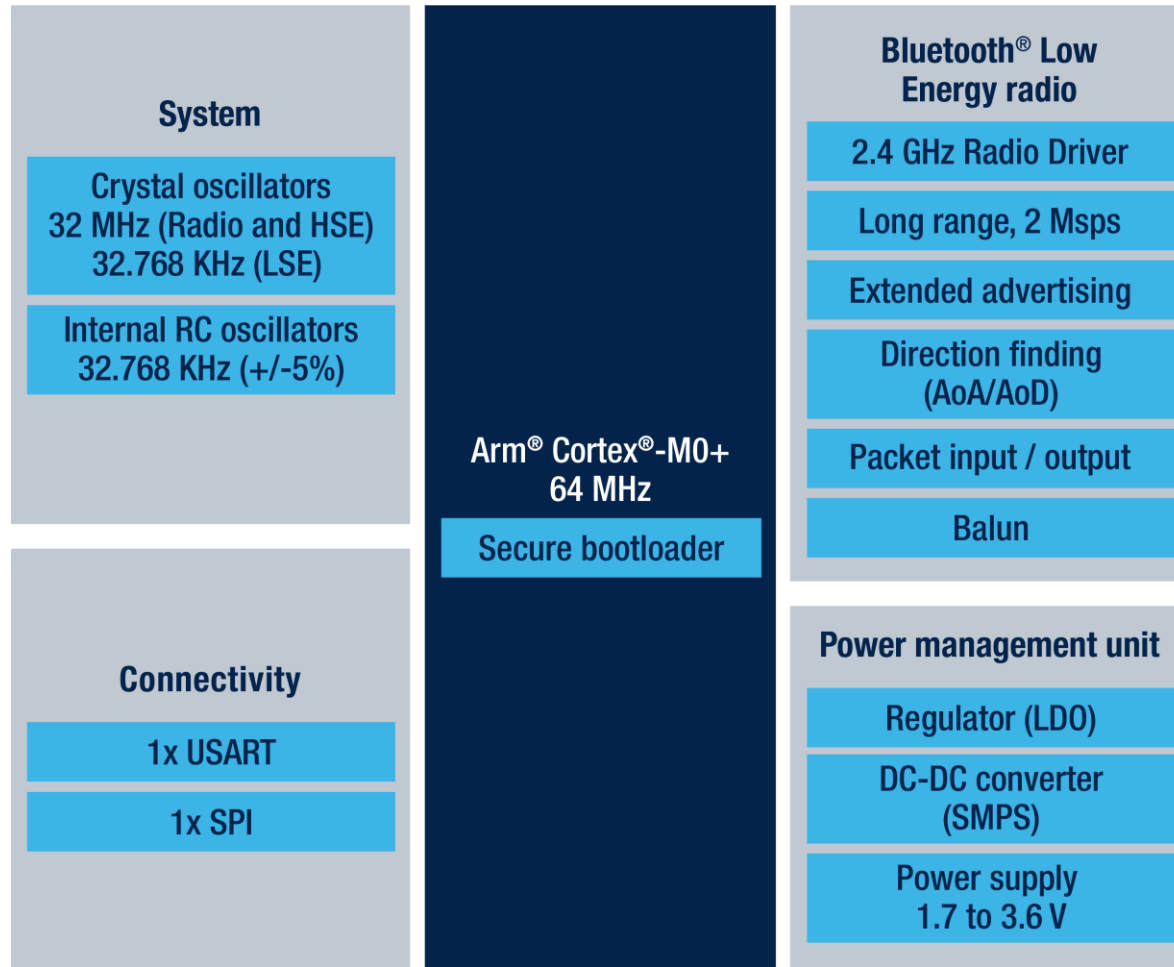 System
Crystal oscillators
32 MHz (Radio and HSE)
32.768 KHz (LSE)
Internal RC oscillators
32.768 KHz (+/-5%)
Connectivity
1x USART
1x SPI
Arm® Cortex®-M0+
64 MHz
Secure bootloader
Bluetooth® Low
Energy radio
2.4 GHz Radio Driver
Long range, 2 Msps
Extended advertising
Direction finding
(AoA/AoD)
Packet input / output
Balun
Power management unit
Regulator (LDO)
DC-DC converter
(SMPS)
Power supply
1.7 to 3.6 V